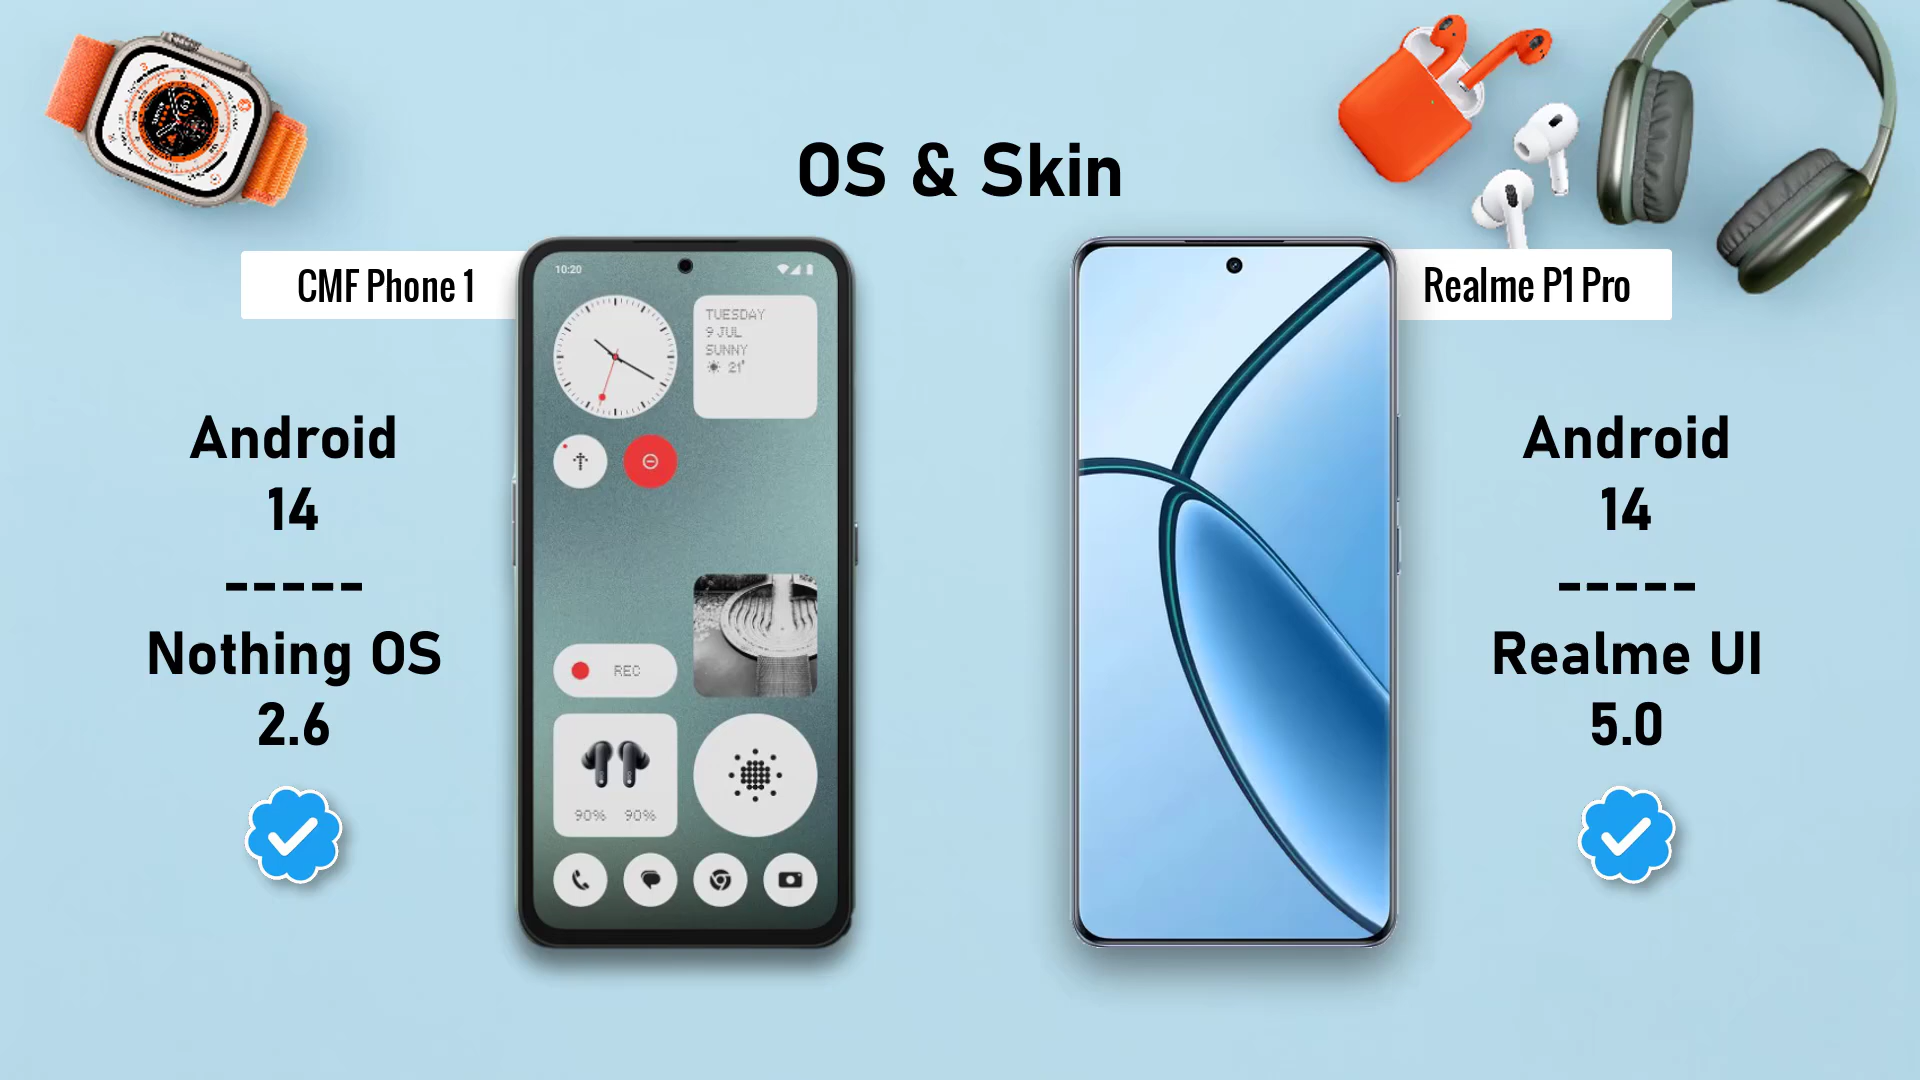 OS & Skin
CMF Phone 1
Realme P1 Pro
Android
14
-----
Nothing OS
2.6
10:20
TUESDAY
9 JUL
SUNNY
21°
REC
90% 90%
Android
14
-----
Realme UI
5.0